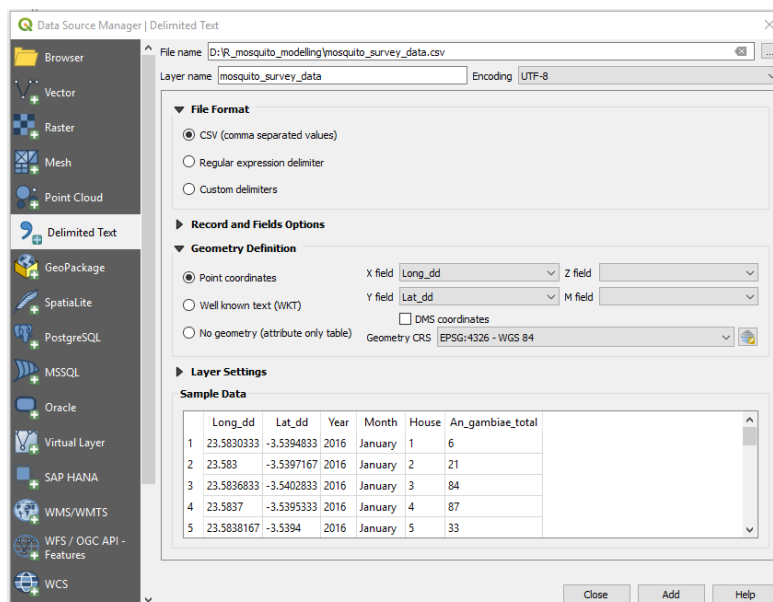 Data Source Manager | Delimited Text
Browser
Vector
Raster
Mesh
Point Cloud
Delimited Text
GeoPackage
SpatiaLite
PostgreSQL
MSSQL
Oracle
Virtual Layer
SAP HANA
WMS/WMTS
WFS / OGC API -
Features
WCS
File name D:\R_mosquito_modelling\mosquito_survey_data.csv ...
Layer name mosquito_survey_data Encoding UTF-8
File Format
CSV (comma separated values)
Regular expression delimiter
Custom delimiters
Record and Fields Options
Geometry Definition
Point coordinates
Well known text (WKT)
No geometry (attribute only table)
X field Long_dd Z field
Y field Lat_dd M field
DMS coordinates
Geometry CRS EPSG:4326 - WGS 84
Layer Settings
Sample Data
Long_dd Lat_dd Year Month House An_gambiae_total
1 23.5830333 -3.5394833 2016 January 1 6
2 23.583 -3.5397167 2016 January 2 21
3 23.5836833 -3.5402833 2016 January 3 84
4 23.5837 -3.5395333 2016 January 4 87
5 23.5838167 -3.5394 2016 January 5 33
Close Add Help